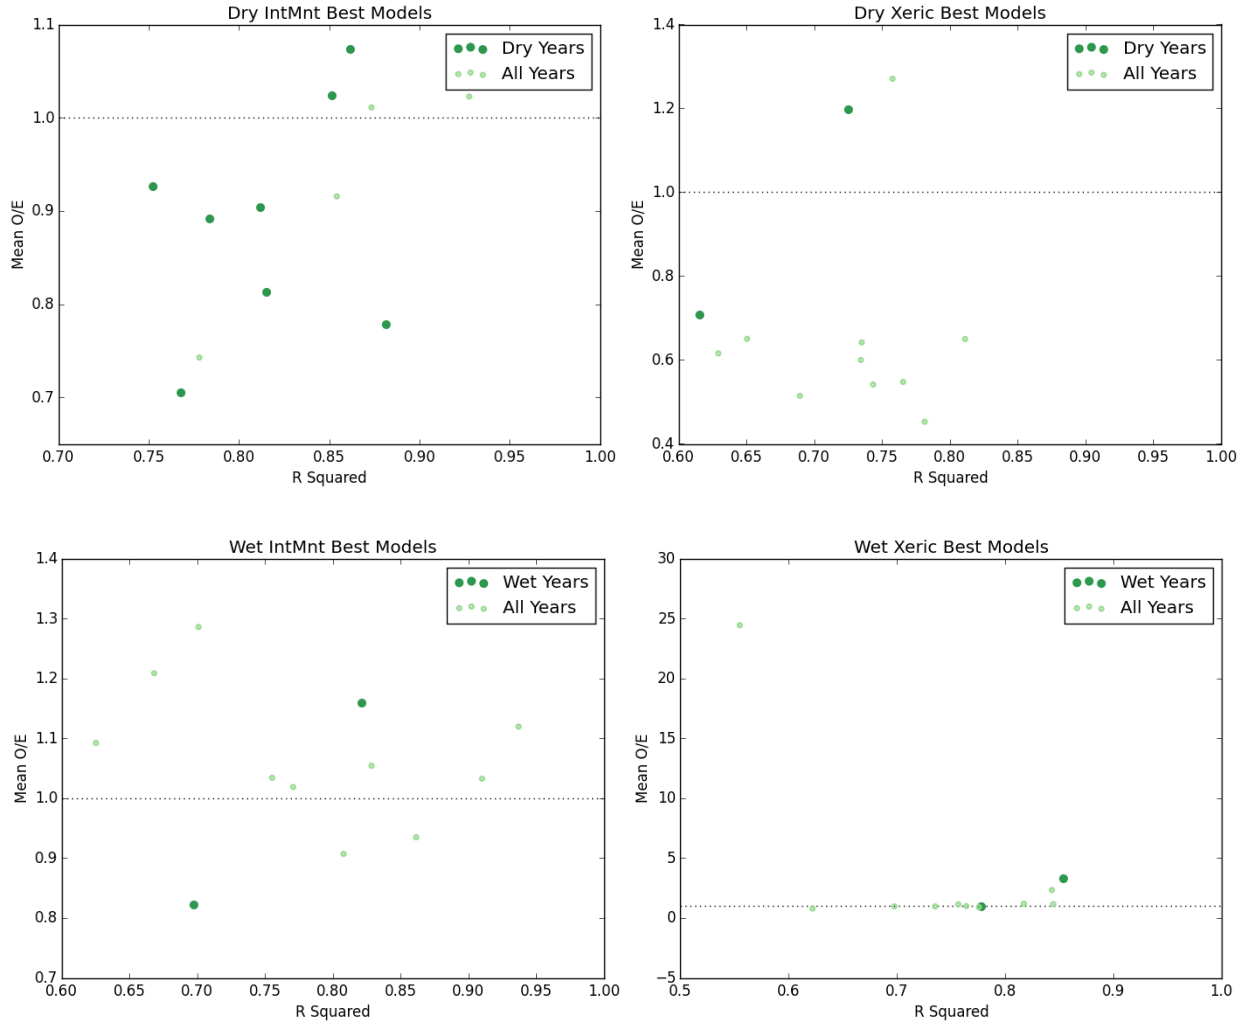 Dry IntMnt Best Models
1.1
1.0
0.9
0.8
0.7
Mean O/E
0.70 0.75 0.80 0.85 0.90 0.95 1.00
R Squared
Dry Years
All Years
Dry Xeric Best Models
1.4
1.2
1.0
0.8
0.6
0.4
Mean O/E
0.60 0.65 0.70 0.75 0.80 0.85 0.90 0.95 1.00
R Squared
Dry Years
All Years
Wet IntMnt Best Models
1.4
1.3
1.2
1.1
1.0
0.9
0.8
0.7
Mean O/E
0.60 0.65 0.70 0.75 0.80 0.85 0.90 0.95 1.00
R Squared
Wet Years
All Years
Wet Xeric Best Models
30
25
20
15
10
5
0
−5
Mean O/E
0.5 0.6 0.7 0.8 0.9 1.0
R Squared
Wet Years
All Years